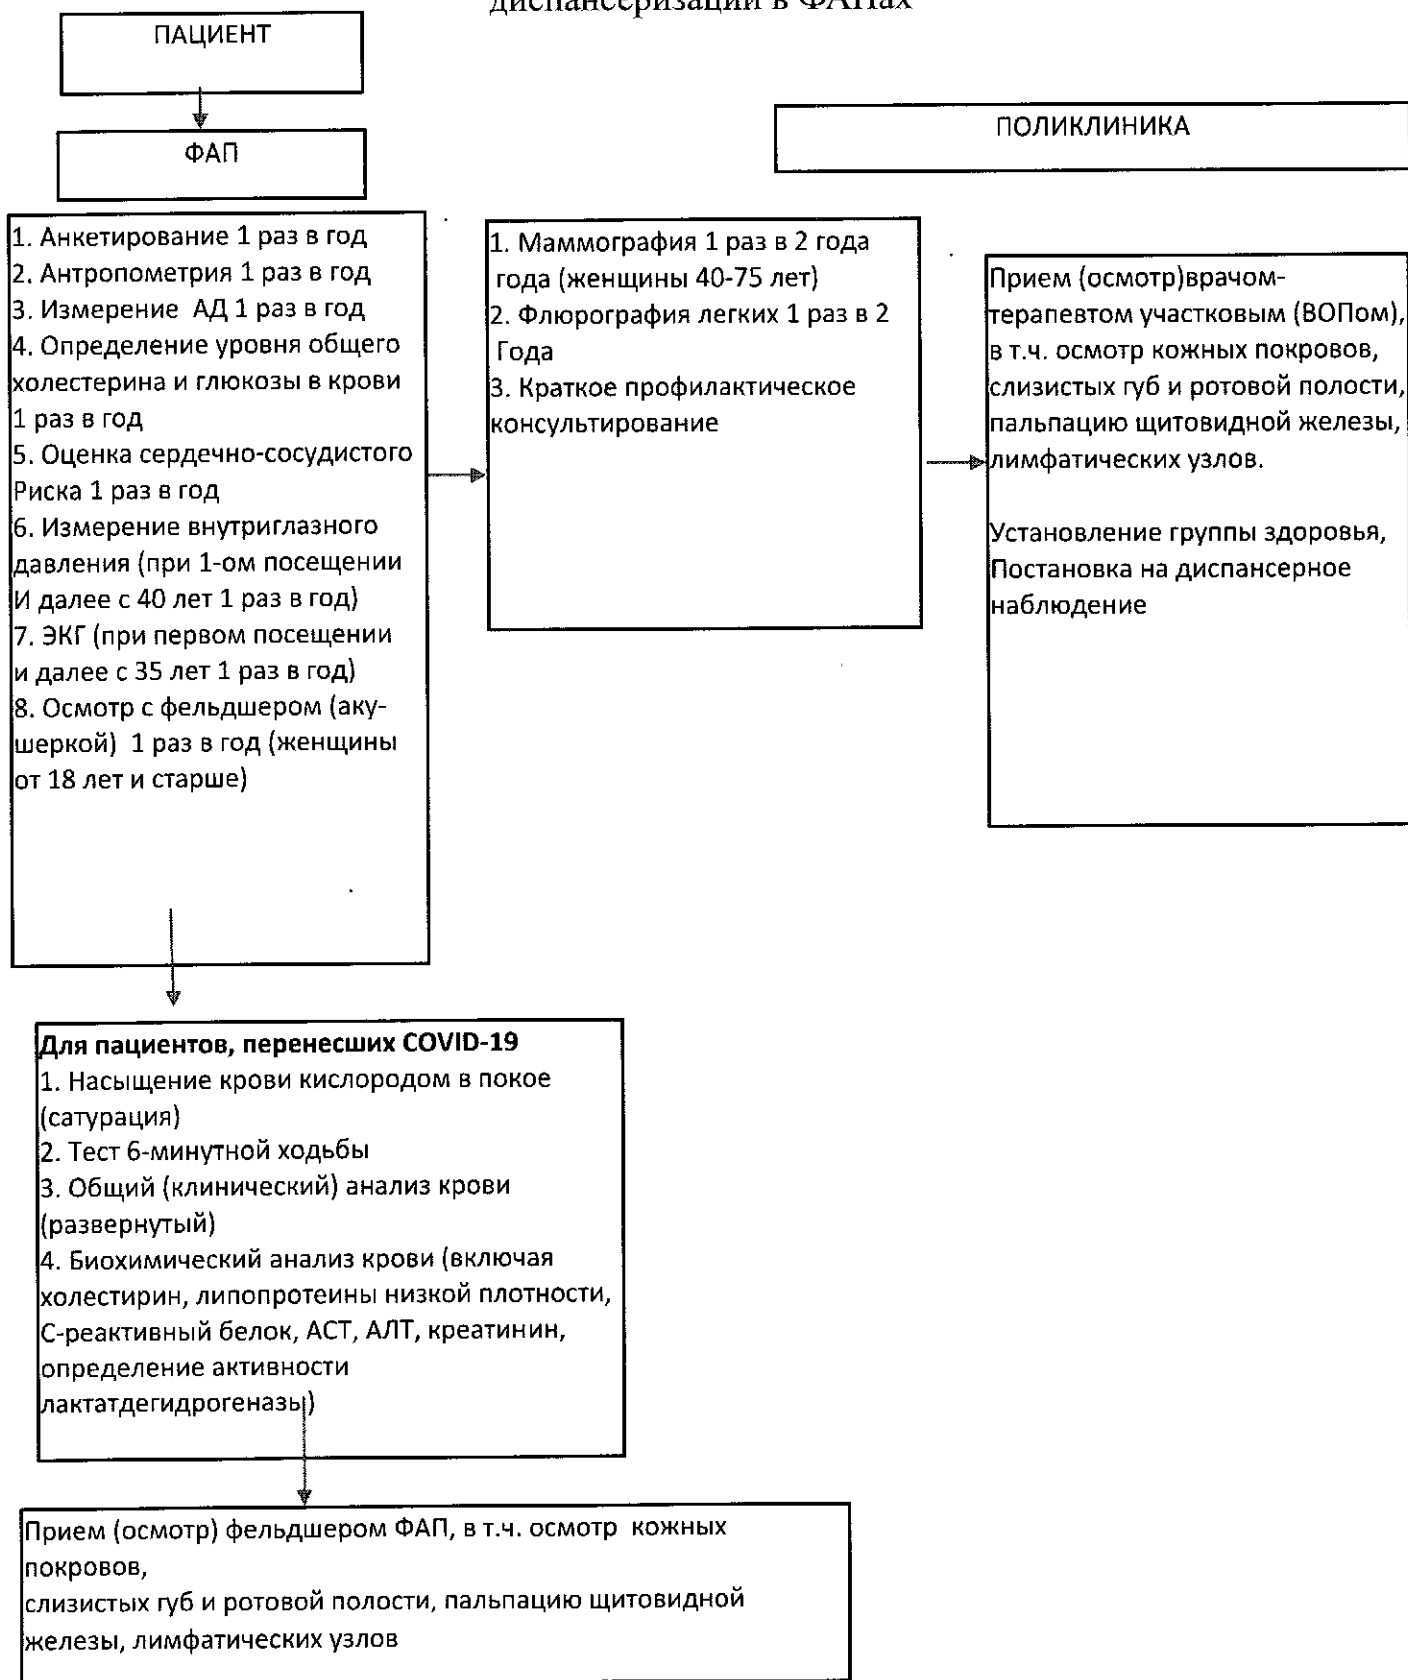 диспансеризации в ФАПах
ПАЦИЕНТ
ФАП
ПОЛИКЛИНИКА
1. Анкетирование 1 раз в год
2. Антропометрия 1 раз в год
3. Измерение АД 1 раз в год
4. Определение уровня общего
холестерина и глюкозы в крови
1 раз в год
5. Оценка сердечно-сосудистого
Риска 1 раз в год
6. Измерение внутриглазного
давления (при 1-ом посещении
И далее с 40 лет 1 раз в год)
7. ЭКГ (при первом посещении
и далее с 35 лет 1 раз в год)
8. Осмотр с фельдшером (аку-
шеркой) 1 раз в год (женщины
от 18 лет и старше)
1. Маммография 1 раз в 2 года
года (женщины 40-75 лет)
2. Флюрография легких 1 раз в 2
Года
3. Краткое профилактическое
консультирование
Прием (осмотр)врачом-
терапевтом участковым (ВОПом),
в т.ч. осмотр кожных покровов,
слизистых губ и ротовой полости,
пальпацию щитовидной железы,
лимфатических узлов.
Установление группы здоровья,
Постановка на диспансерное
наблюдение
Для пациентов, перенесших COVID-19
1. Насыщение крови кислородом в покое
(сатурация)
2. Тест 6-минутной ходьбы
3. Общий (клинический) анализ крови
(развернутый)
4. Биохимический анализ крови (включая
холестирин, липопротеины низкой плотности,
С-реактивный белок, АСТ, АЛТ, креатинин,
определение активности
лактатдегидрогеназы)
Прием (осмотр) фельдшером ФАП, в т.ч. осмотр кожных
покровов,
слизистых губ и ротовой полости, пальпацию щитовидной
железы, лимфатических узлов